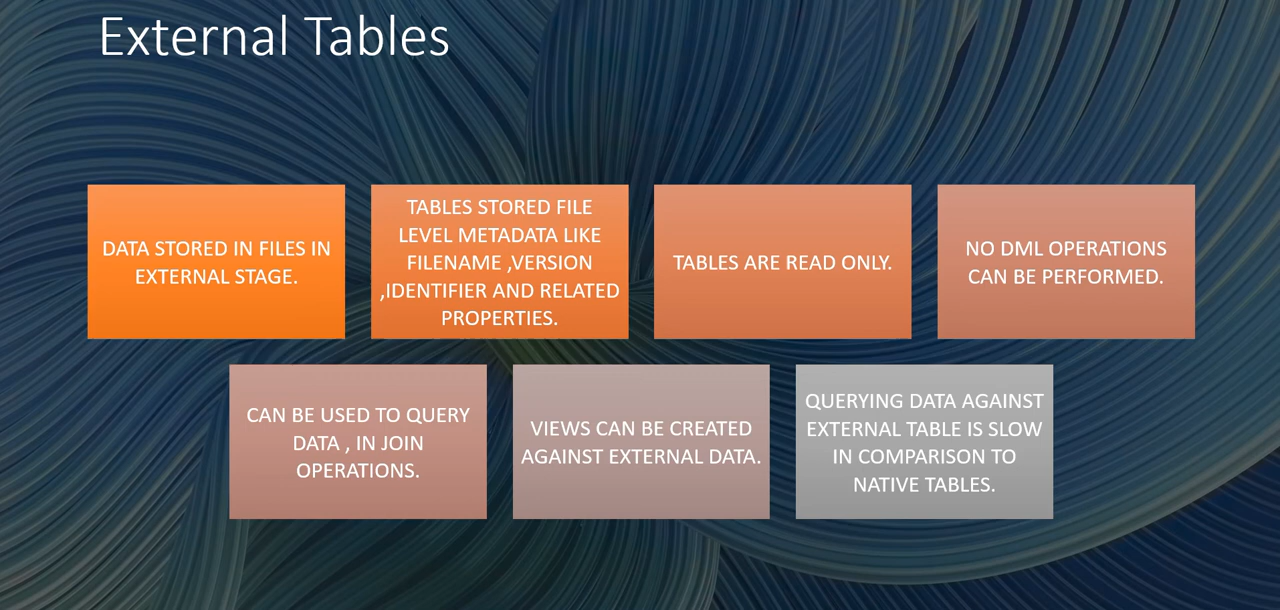 External Tables
DATA STORED IN FILES IN
EXTERNAL STAGE.
TABLES STORED FILE
LEVEL METADATA LIKE
FILENAME ,VERSION
,IDENTIFIER AND RELATED
PROPERTIES.
TABLES ARE READ ONLY.
NO DML OPERATIONS
CAN BE PERFORMED.
CAN BE USED TO QUERY
DATA , IN JOIN
OPERATIONS.
VIEWS CAN BE CREATED
AGAINST EXTERNAL DATA.
QUERYING DATA AGAINST
EXTERNAL TABLE IS SLOW
IN COMPARISON TO
NATIVE TABLES.